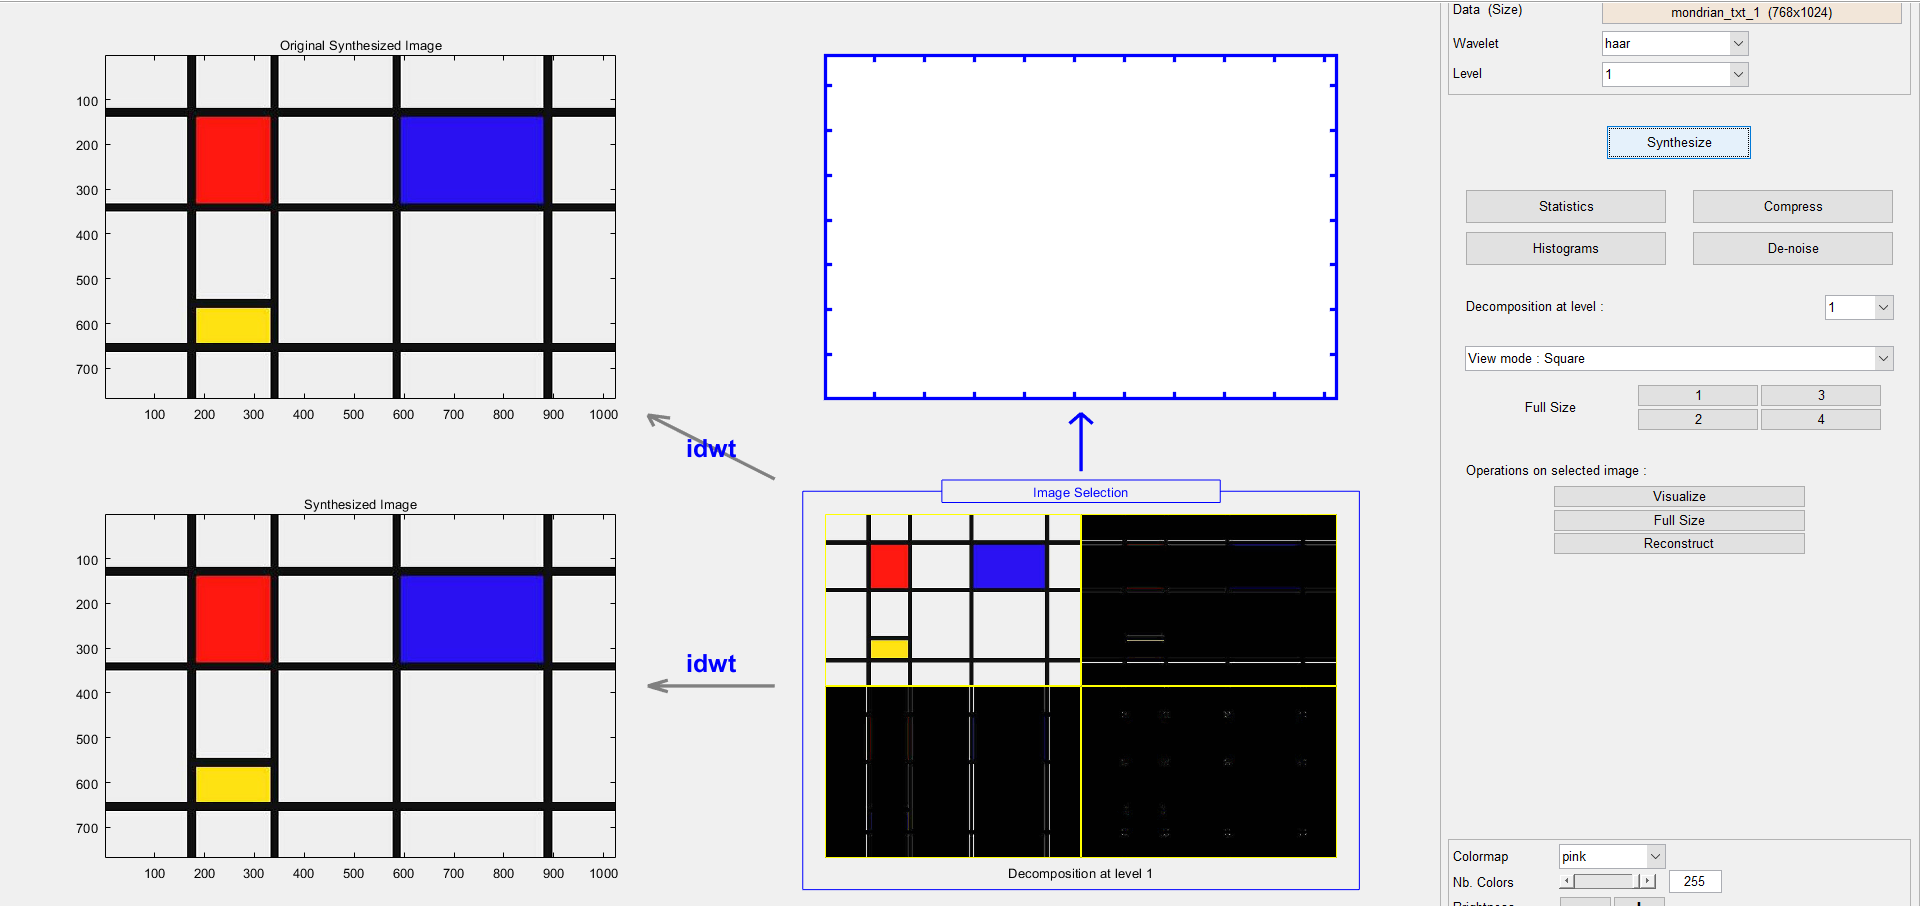 Original Synthesized Image
100
200
300
400
500
600
700
100 200 300 400 500 600 700 800 900 1000
idwt
Synthesized Image
100
200
300
400
500
600
700
100 200 300 400 500 600 700 800 900 1000
idwt
Image Selection
Decomposition at level 1
Data (Size) mondrian_txt_1 (768x1024)
Wavelet haar
Level 1
Synthesize
Statistics Compress
Histograms De-noise
Decomposition at level : 1
View mode : Square
Full Size 1 3
2 4
Operations on selected image :
Visualize
Full Size
Reconstruct
Colormap pink
Nb. Colors 255